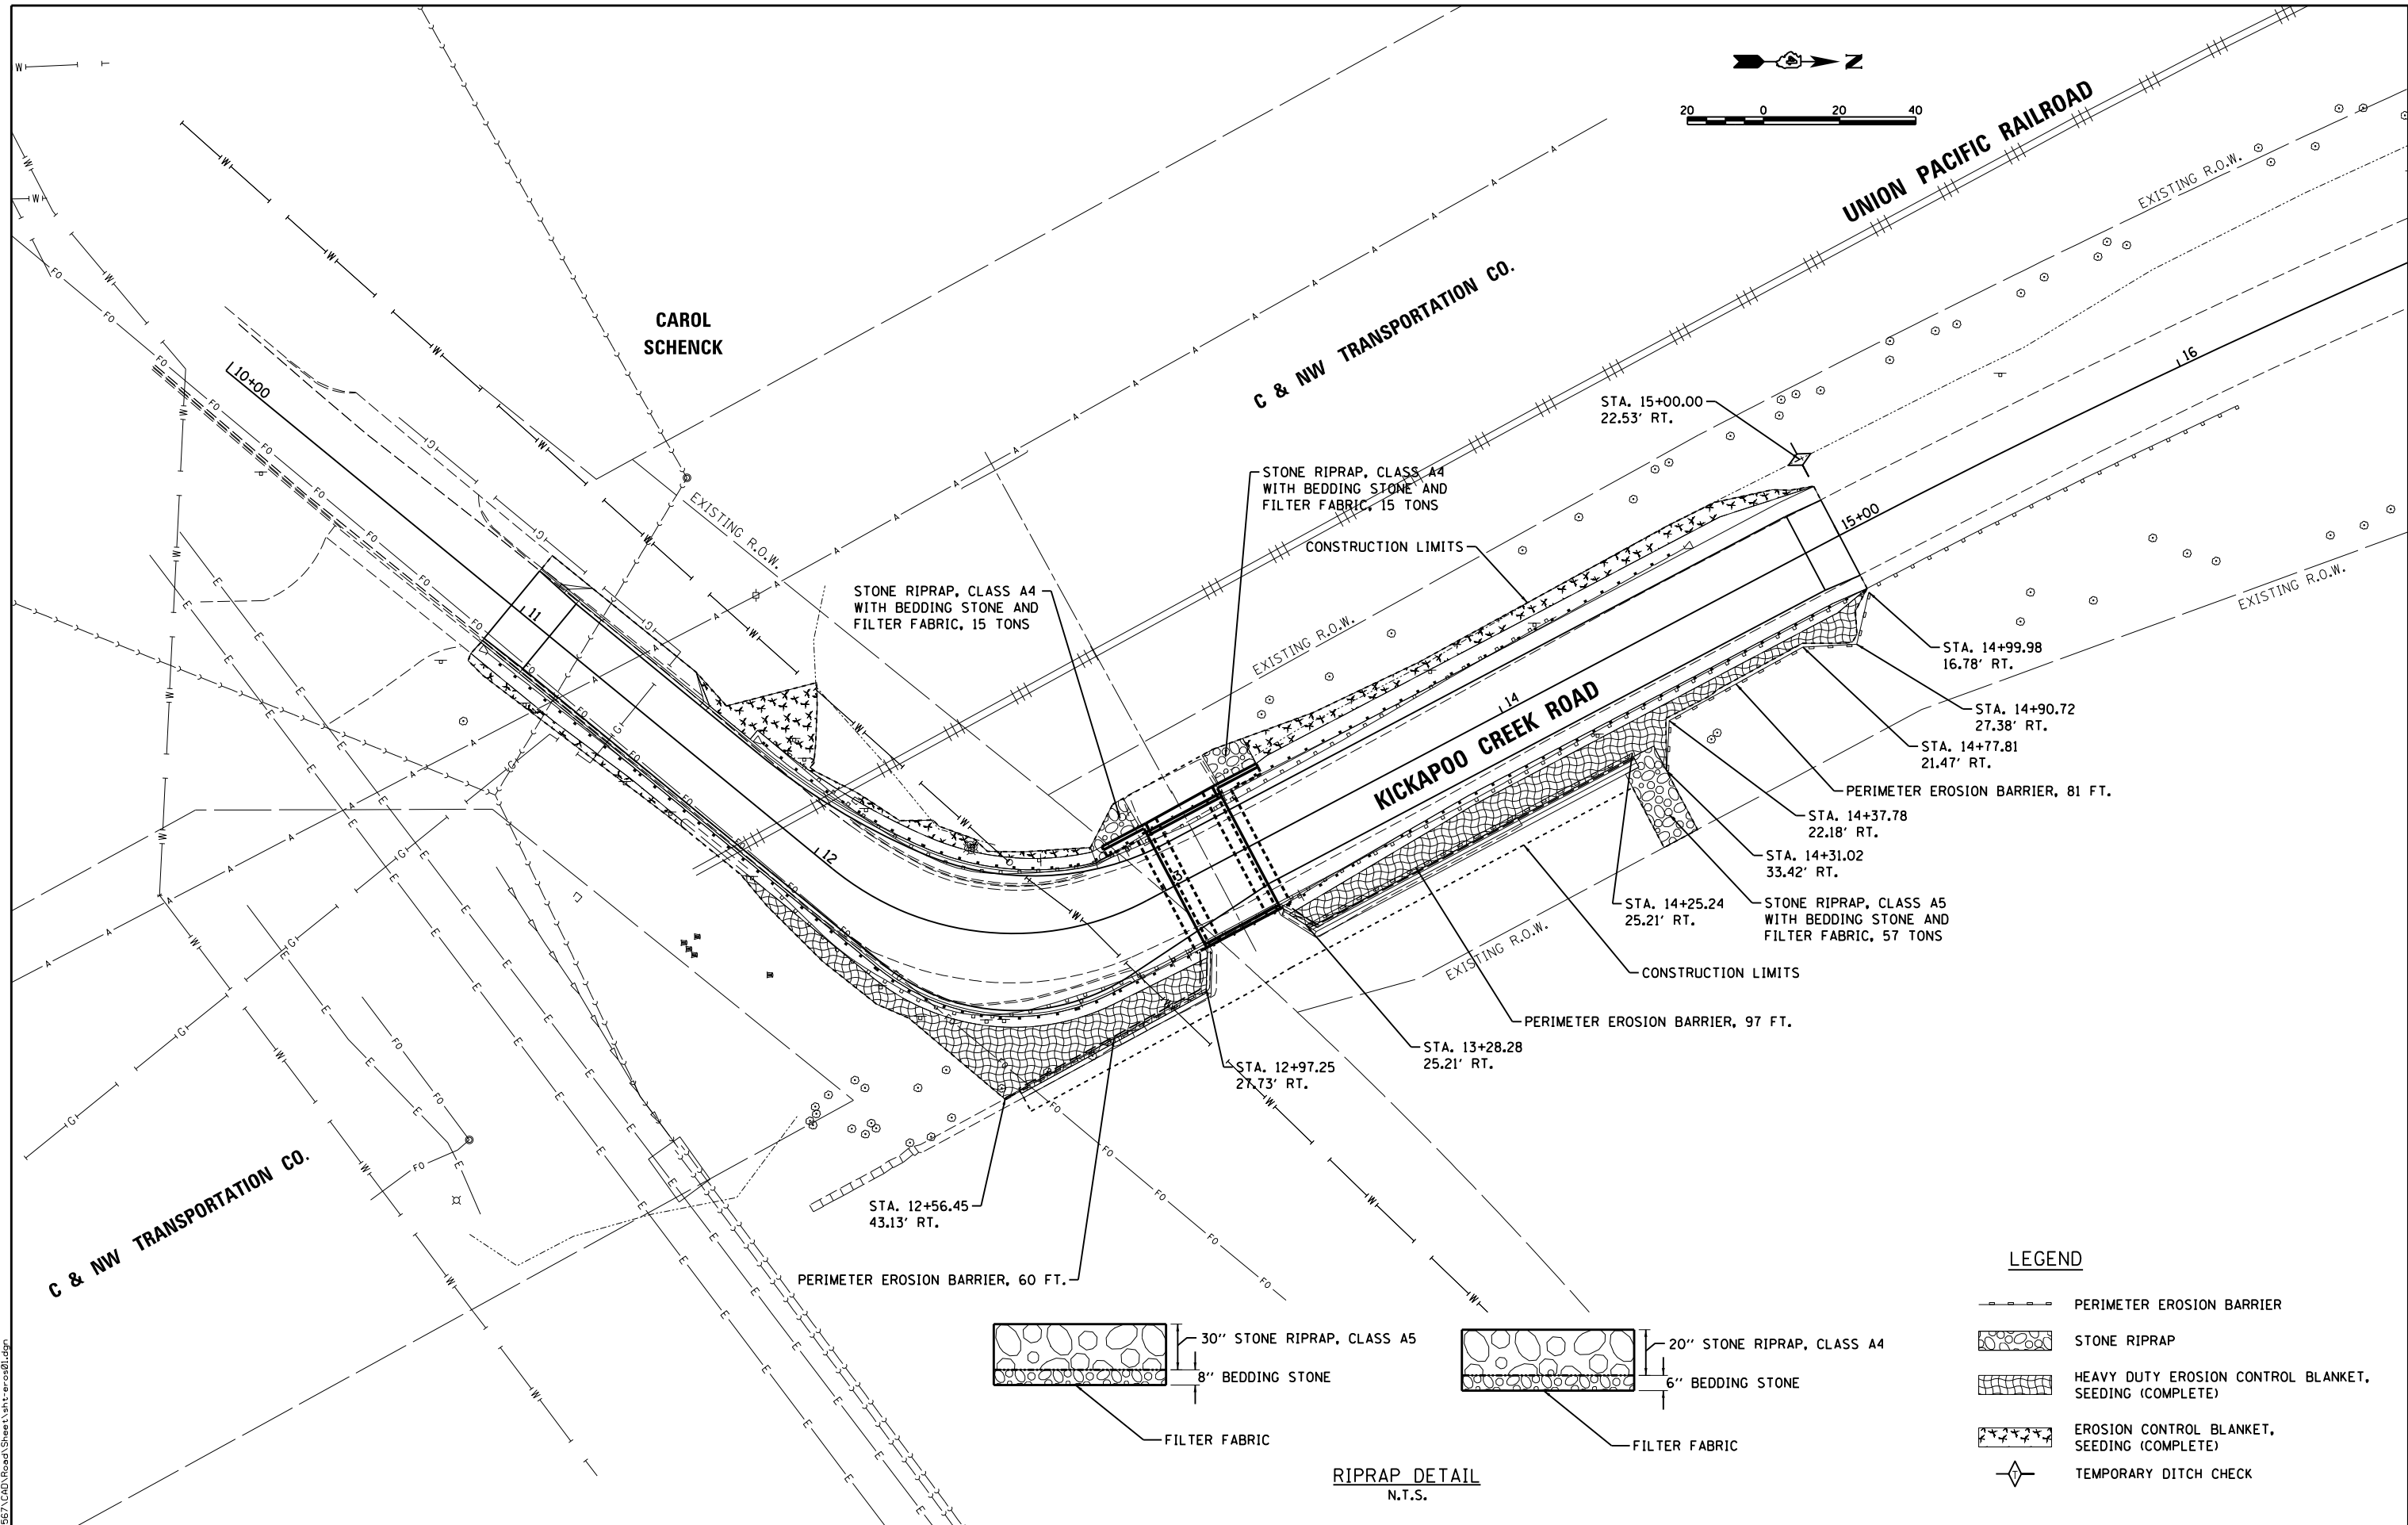 N
20 0 20 40
UNION PACIFIC RAILROAD
EXISTING R.O.W.
CAROL
SCHENCK
C & NW TRANSPORTATION CO.
10+00
16
STA. 15+00.00
22.53' RT.
STONE RIPRAP, CLASS A4
WITH BEDDING STONE AND
FILTER FABRIC, 15 TONS
EXISTING R.O.W.
15+00
CONSTRUCTION LIMITS
STONE RIPRAP, CLASS A4
WITH BEDDING STONE AND
FILTER FABRIC, 15 TONS
EXISTING R.O.W.
EXISTING R.O.W.
11
STA. 14+99.98
16.78' RT.
14
KICKAPOO CREEK ROAD
STA. 14+90.72
27.38' RT.
STA. 14+77.81
21.47' RT.
PERIMETER EROSION BARRIER, 81 FT.
STA. 14+37.78
22.18' RT.
12
STA. 14+31.02
33.42' RT.
STA. 14+25.24
25.21' RT.
STONE RIPRAP, CLASS A5
WITH BEDDING STONE AND
FILTER FABRIC, 57 TONS
EXISTING R.O.W.
CONSTRUCTION LIMITS
PERIMETER EROSION BARRIER, 97 FT.
STA. 13+28.28
25.21' RT.
STA. 12+97.25
27.73' RT.
STA. 12+56.45
43.13' RT.
C & NW TRANSPORTATION CO.
PERIMETER EROSION BARRIER, 60 FT.
30" STONE RIPRAP, CLASS A5
8" BEDDING STONE
FILTER FABRIC
20" STONE RIPRAP, CLASS A4
6" BEDDING STONE
FILTER FABRIC
RIPRAP DETAIL
N.T.S.
LEGEND
PERIMETER EROSION BARRIER
STONE RIPRAP
HEAVY DUTY EROSION CONTROL BLANKET,
SEEDING (COMPLETE)
EROSION CONTROL BLANKET,
SEEDING (COMPLETE)
TEMPORARY DITCH CHECK
567\CAD\Road\Sheet\sht-eros01.dgn